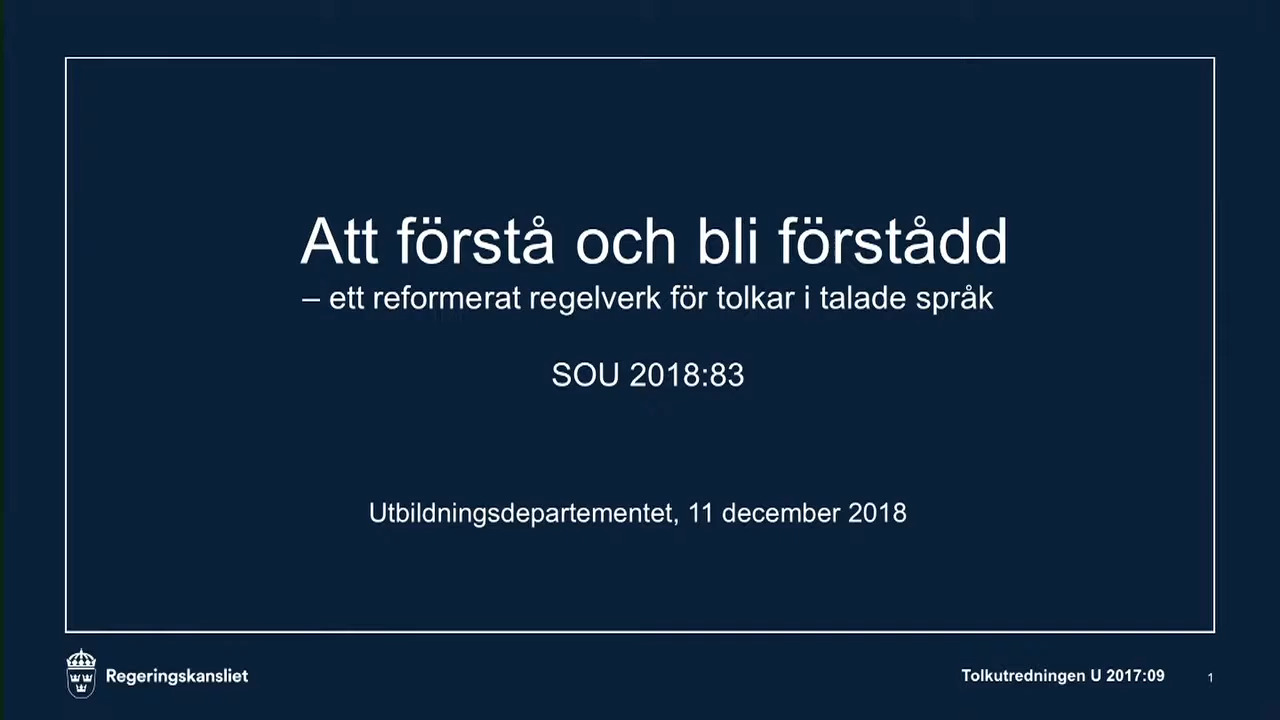 Att förstå och bli förstådd
– ett reformerat regelverk för tolkar i talade språk
SOU 2018:83
Utbildningsdepartementet, 11 december 2018
Regeringskansliet
Tolkutredningen U 2017:09
1